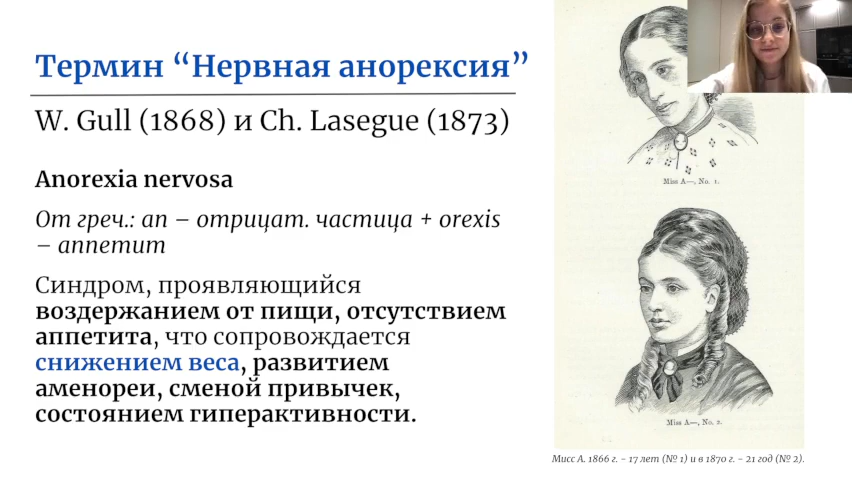 Термин “Нервная анорексия”
W. Gull (1868) и Ch. Lasegue (1873)
Anorexia nervosa
От греч.: an – отрицат. частица + orexis
– аппетит
Синдром, проявляющийся
воздержанием от пищи, отсутствием
аппетита, что сопровождается
снижением веса, развитием
аменореи, сменой привычек,
состоянием гиперактивности.
Miss A—, No. 1.
Miss A—, No. 2.
Мисс А. 1866 г. - 17 лет (№ 1) и в 1870 г. - 21 год (№ 2).